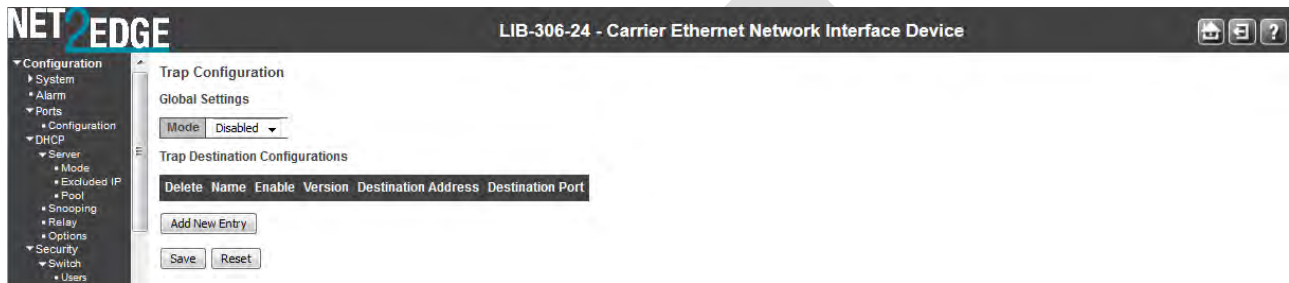 NET2EDGE
LIB-306-24 - Carrier Ethernet Network Interface Device
?
Configuration
System
Alarm
Ports
Configuration
DHCP
Server
Mode
Excluded IP
Pool
Snooping
Relay
Options
Security
Switch
Users
Trap Configuration
Global Settings
Mode Disabled
Trap Destination Configurations
Delete Name Enable Version Destination Address Destination Port
Add New Entry
Save Reset